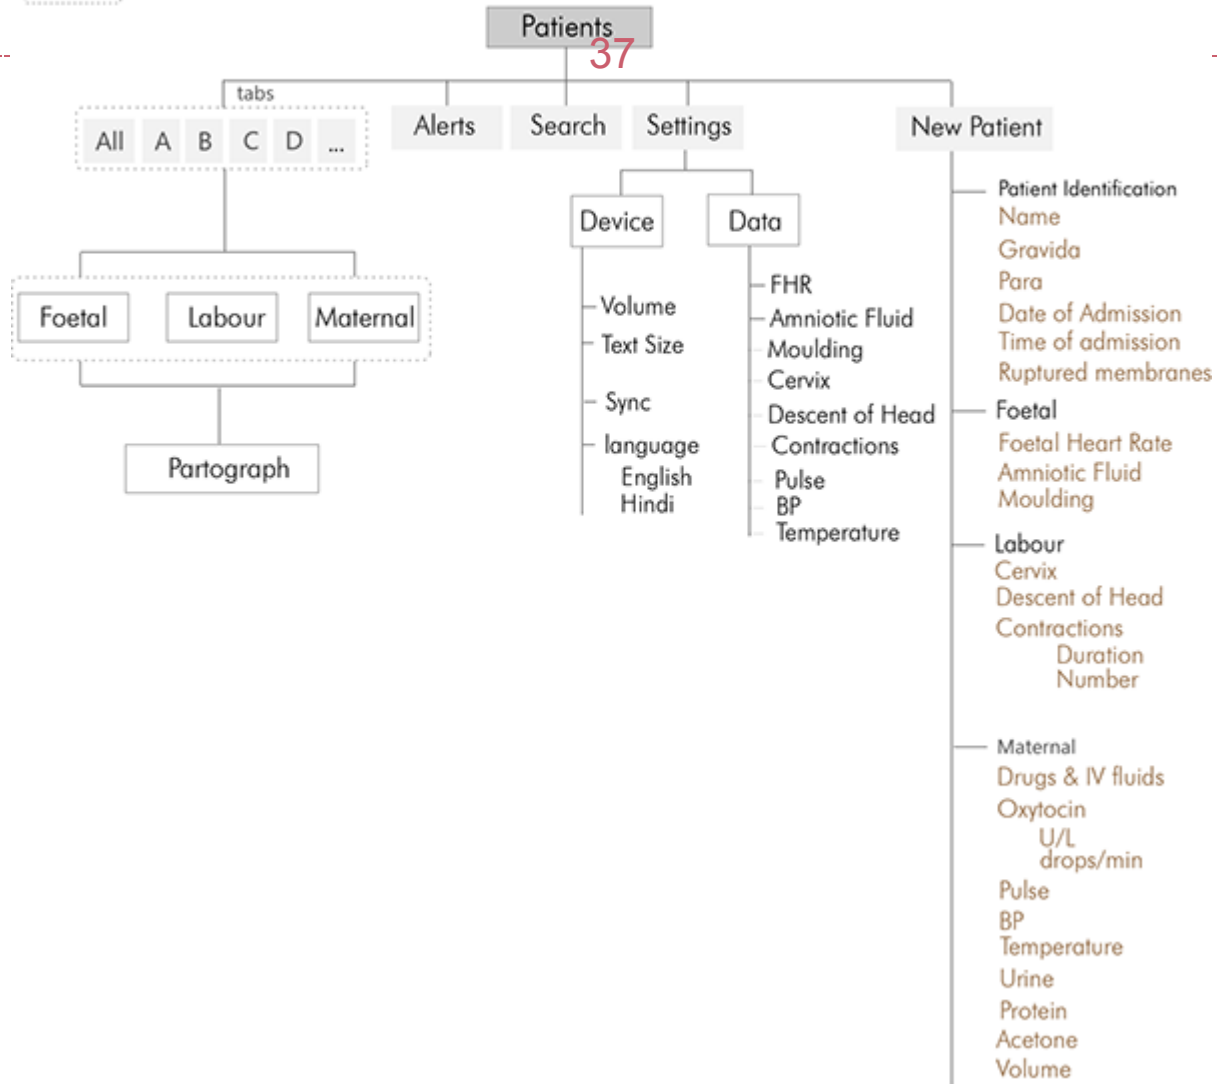 Patients
37
tabs
All A B C D ...
Alerts
Search
Settings
New Patient
Foetal
Labour
Maternal
Partograph
Device
Volume
Text Size
Sync
language
English
Hindi
Data
FHR
Amniotic Fluid
Moulding
Cervix
Descent of Head
Contractions
Pulse
BP
Temperature
Patient Identification
Name
Gravida
Para
Date of Admission
Time of admission
Ruptured membranes
Foetal
Foetal Heart Rate
Amniotic Fluid
Moulding
Labour
Cervix
Descent of Head
Contractions
Duration
Number
Maternal
Drugs & IV fluids
Oxytocin
U/L
drops/min
Pulse
BP
Temperature
Urine
Protein
Acetone
Volume